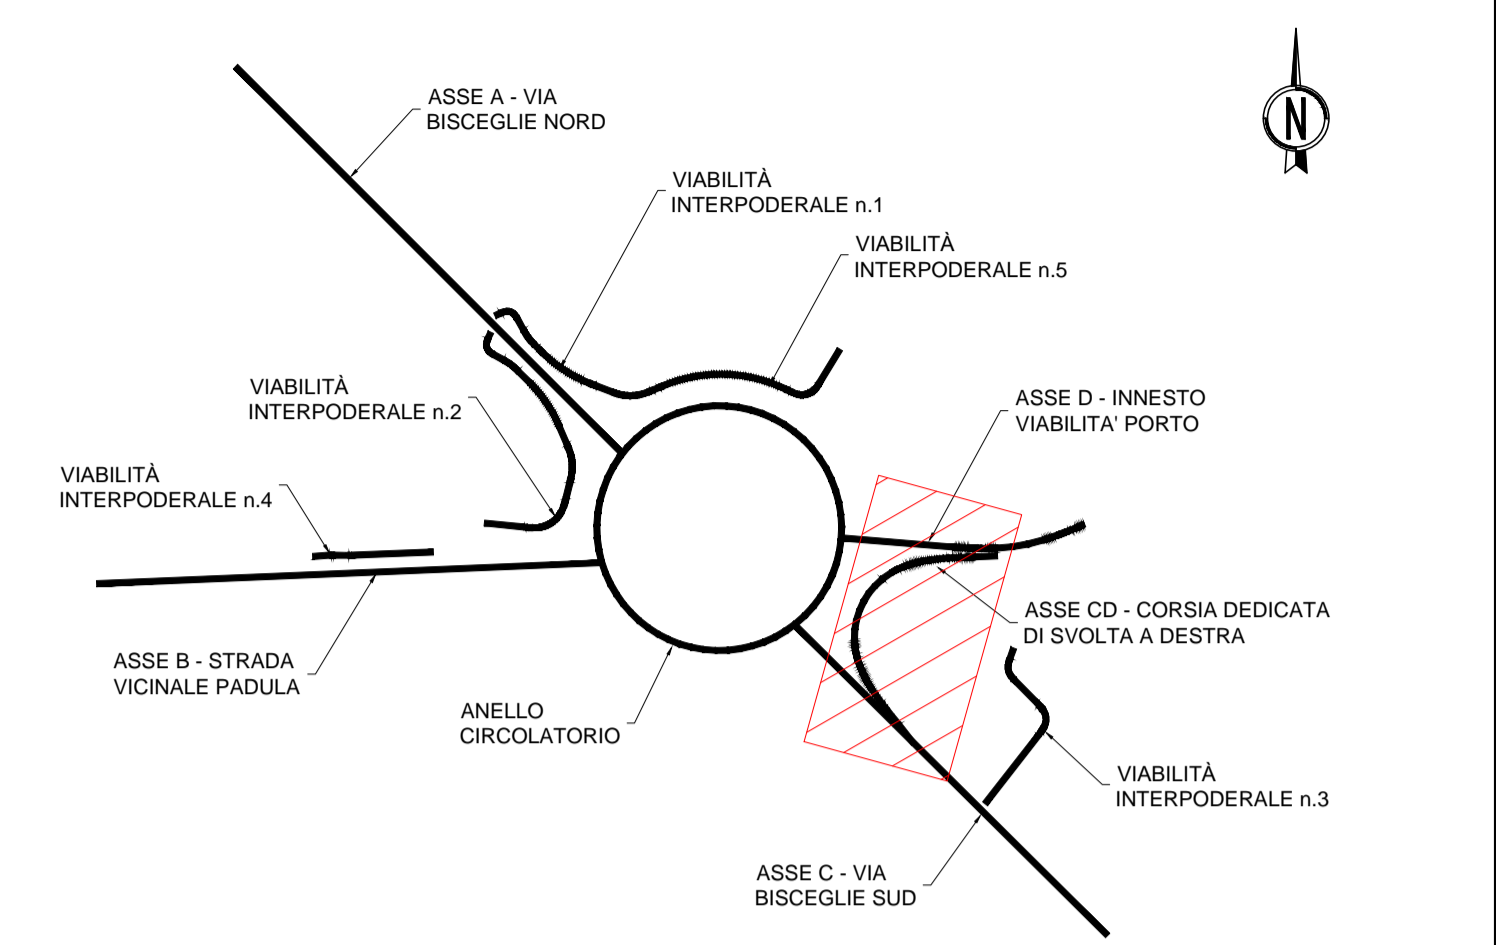 ASSE A - VIA
BISCEGLIE NORD
N
VIABILITÀ
INTERPODERALE n.1
VIABILITÀ
INTERPODERALE n.5
VIABILITÀ
INTERPODERALE n.2
ASSE D - INNESTO
VIABILITA' PORTO
VIABILITÀ
INTERPODERALE n.4
ASSE CD - CORSIA DEDICATA
DI SVOLTA A DESTRA
ASSE B - STRADA
VICINALE PADULA
ANELLO
CIRCOLATORIO
VIABILITÀ
INTERPODERALE n.3
ASSE C - VIA
BISCEGLIE SUD